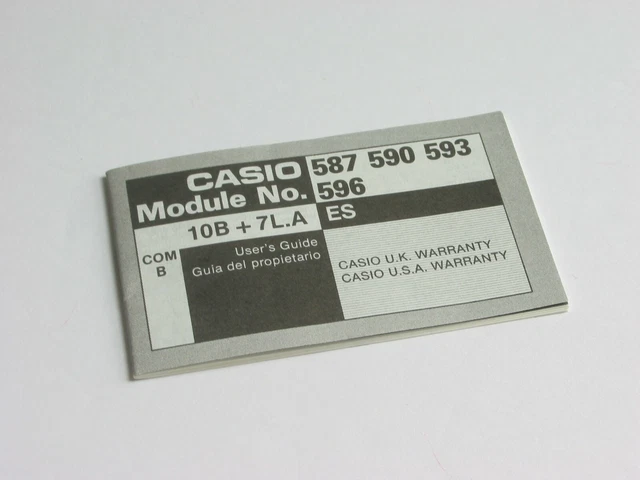 CASIO
Module No.
587 590 593
596
10B + 7L.A
ES
COM
B
User's Guide
Guia del propietario
CASIO U.K. WARRANTY
CASIO U.S.A. WARRANTY